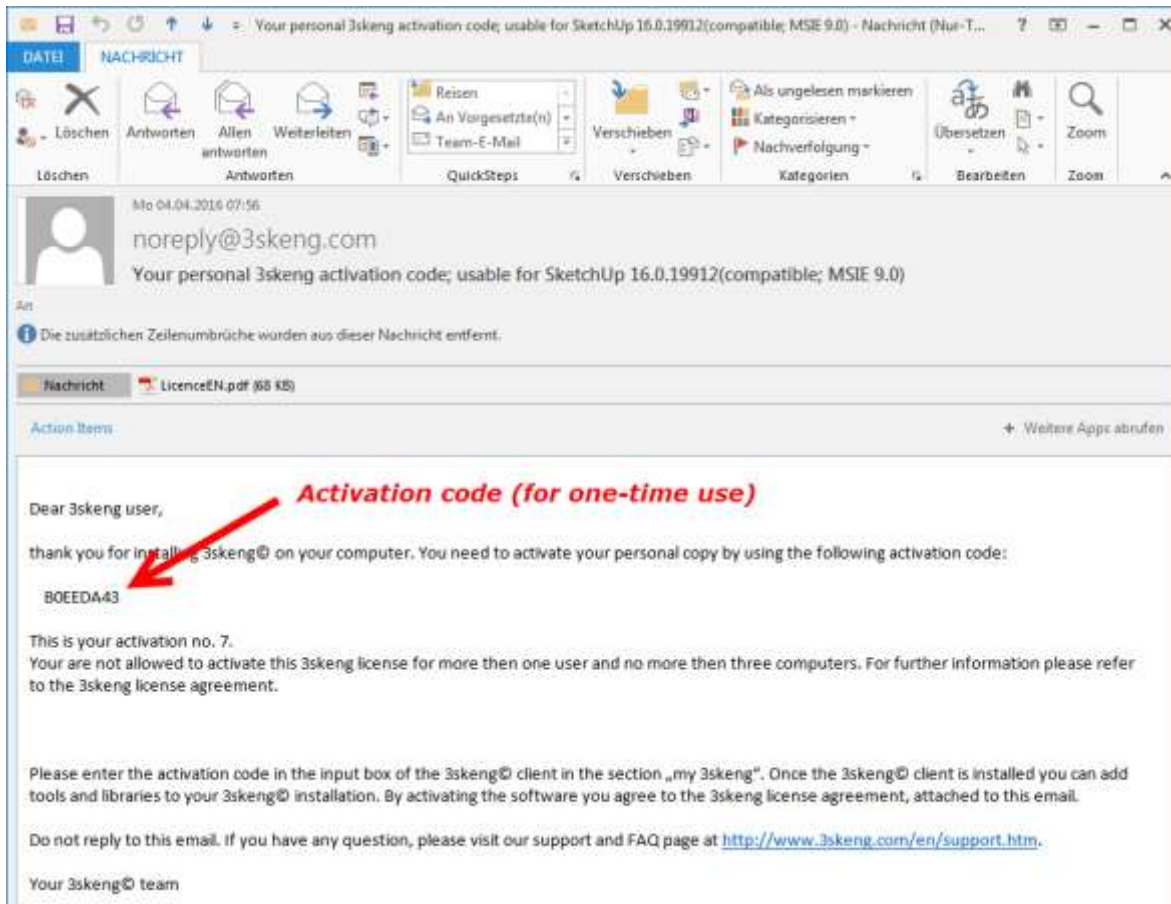 Your personal 3skeng activation code; usable for SketchUp 16.0.19912(compatible; MSIE 9.0) - Nachricht (Nur-T...
DATEI NACHRICHT
Löschen
Antworten
Allen antworten
Weiterleiten
Reisen
An Vorgesetzte(n)
Team-E-Mail
Verschieben
Als ungelesen markieren
Kategorisieren
Nachverfolgung
Übersetzen
Zoom
Löschen Antworten QuickSteps Verschieben Kategorien Bearbeiten Zoom
Mo 04.04.2016 07:56
noreply@3skeng.com
Your personal 3skeng activation code; usable for SketchUp 16.0.19912(compatible; MSIE 9.0)
An
Die zusätzlichen Zeilenumbrüche wurden aus dieser Nachricht entfernt.
Nachricht LicenceEN.pdf (68 KB)
Action Items + Weitere Apps abrufen
Activation code (for one-time use)
Dear 3skeng user,
thank you for installing 3skeng© on your computer. You need to activate your personal copy by using the following activation code:
B0EEDA43
This is your activation no. 7.
Your are not allowed to activate this 3skeng license for more then one user and no more then three computers. For further information please refer
to the 3skeng license agreement.
Please enter the activation code in the input box of the 3skeng© client in the section „my 3skeng“. Once the 3skeng© client is installed you can add
tools and libraries to your 3skeng© installation. By activating the software you agree to the 3skeng license agreement, attached to this email.
Do not reply to this email. If you have any question, please visit our support and FAQ page at http://www.3skeng.com/en/support.htm.
Your 3skeng© team